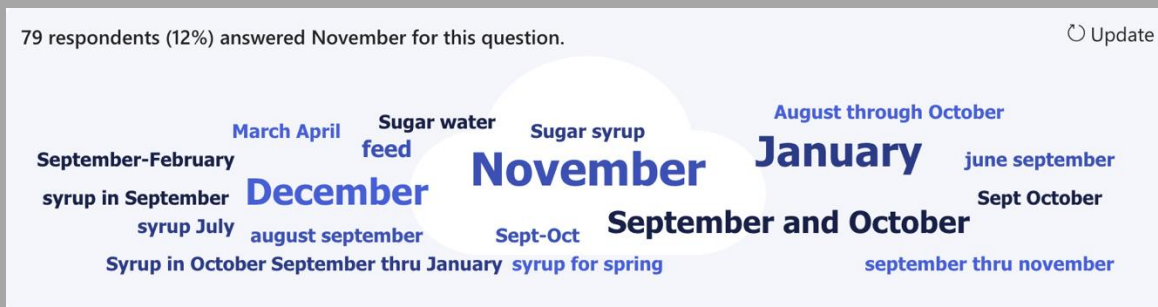 79 respondents (12%) answered November for this question.
Update
August through October
Sugar water
March April
Sugar syrup
feed
January
September-February
june september
November
December
syrup in September
Sept October
September and October
syrup July
august september
Sept-Oct
Syrup in October
September thru January
syrup for spring
september thru november